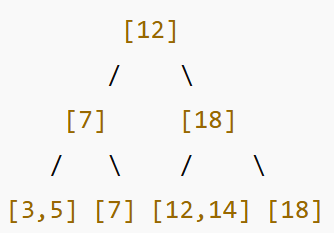 [12]
/ \
[7] [18]
/ \ / \
[3,5] [7] [12,14] [18]